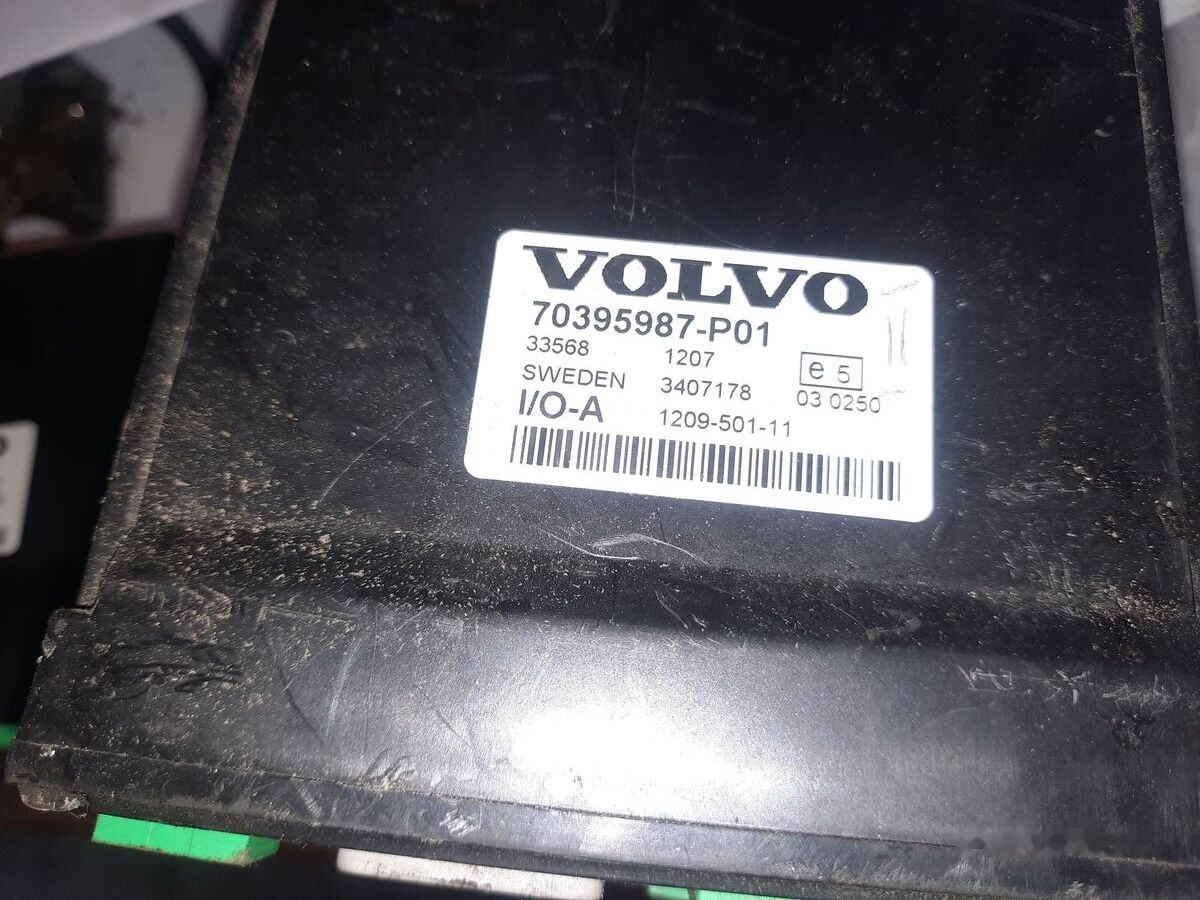 VOLVO
70395987-P01
33568 1207
SWEDEN 3407178
e 5
03 0250
I/O-A 1209-501-11